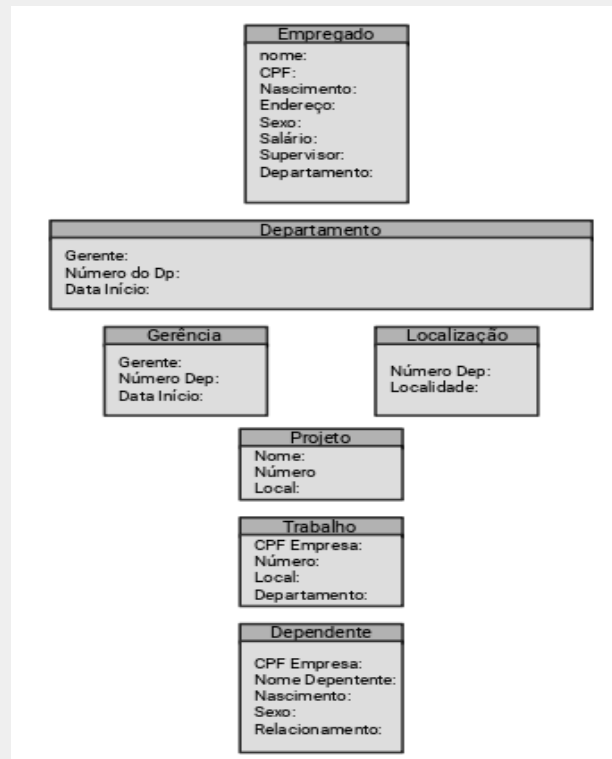 Empregado
nome:
CPF:
Nascimento:
Endereço:
Sexo:
Salário:
Supervisor:
Departamento:
Departamento
Gerente:
Número do Dp:
Data Início:
Gerência
Gerente:
Número Dep:
Data Início:
Localização
Número Dep:
Localidade:
Projeto
Nome:
Número
Local:
Trabalho
CPF Empresa:
Número:
Local:
Departamento:
Dependente
CPF Empresa:
Nome Depentente:
Nascimento:
Sexo:
Relacionamento: